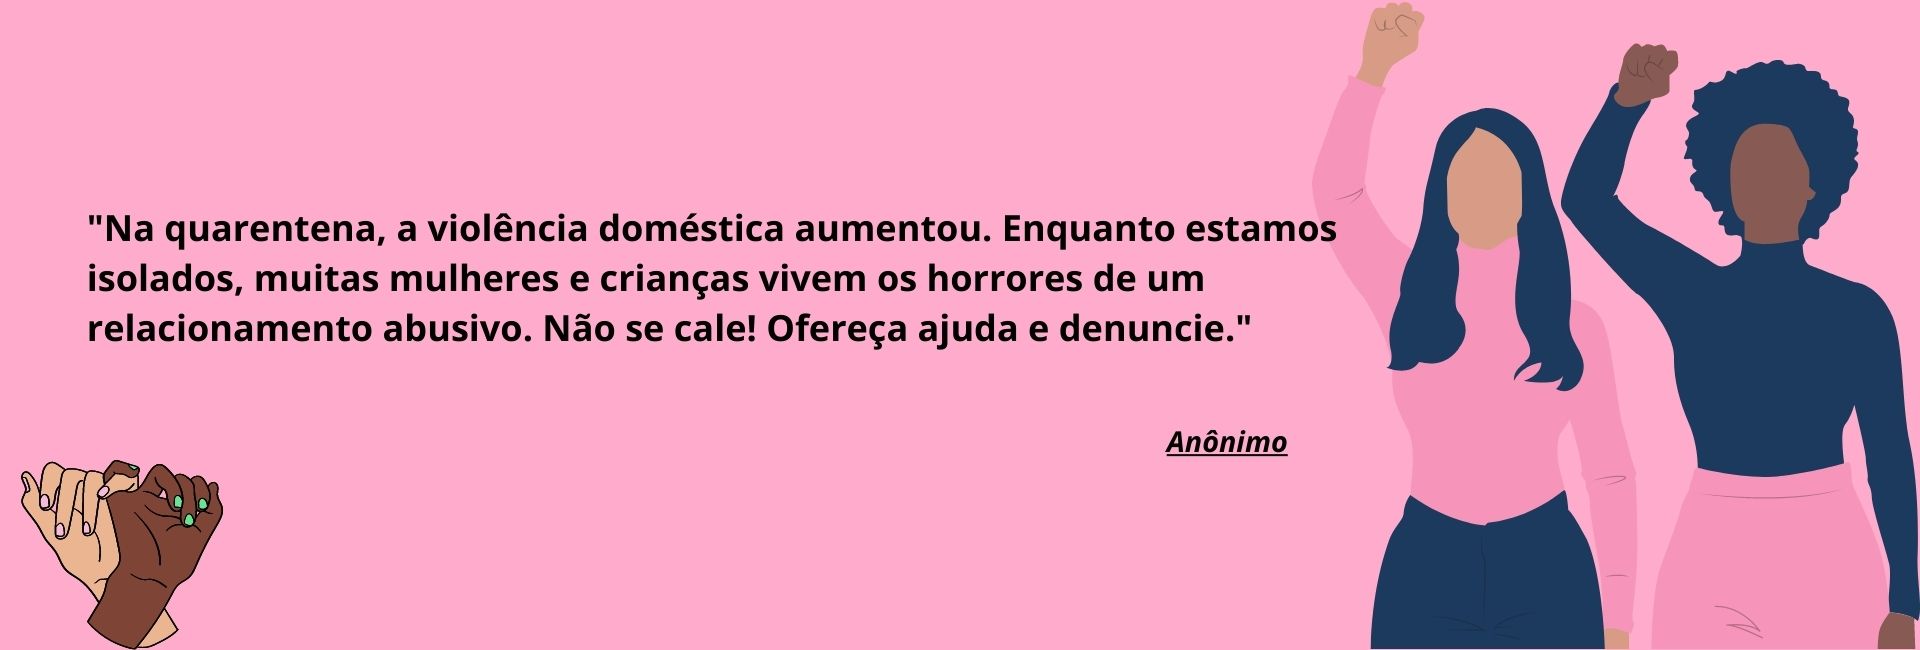 "Na quarentena, a violência doméstica aumentou. Enquanto estamos
isolados, muitas mulheres e crianças vivem os horrores de um
relacionamento abusivo. Não se cale! Ofereça ajuda e denuncie."
Anônimo